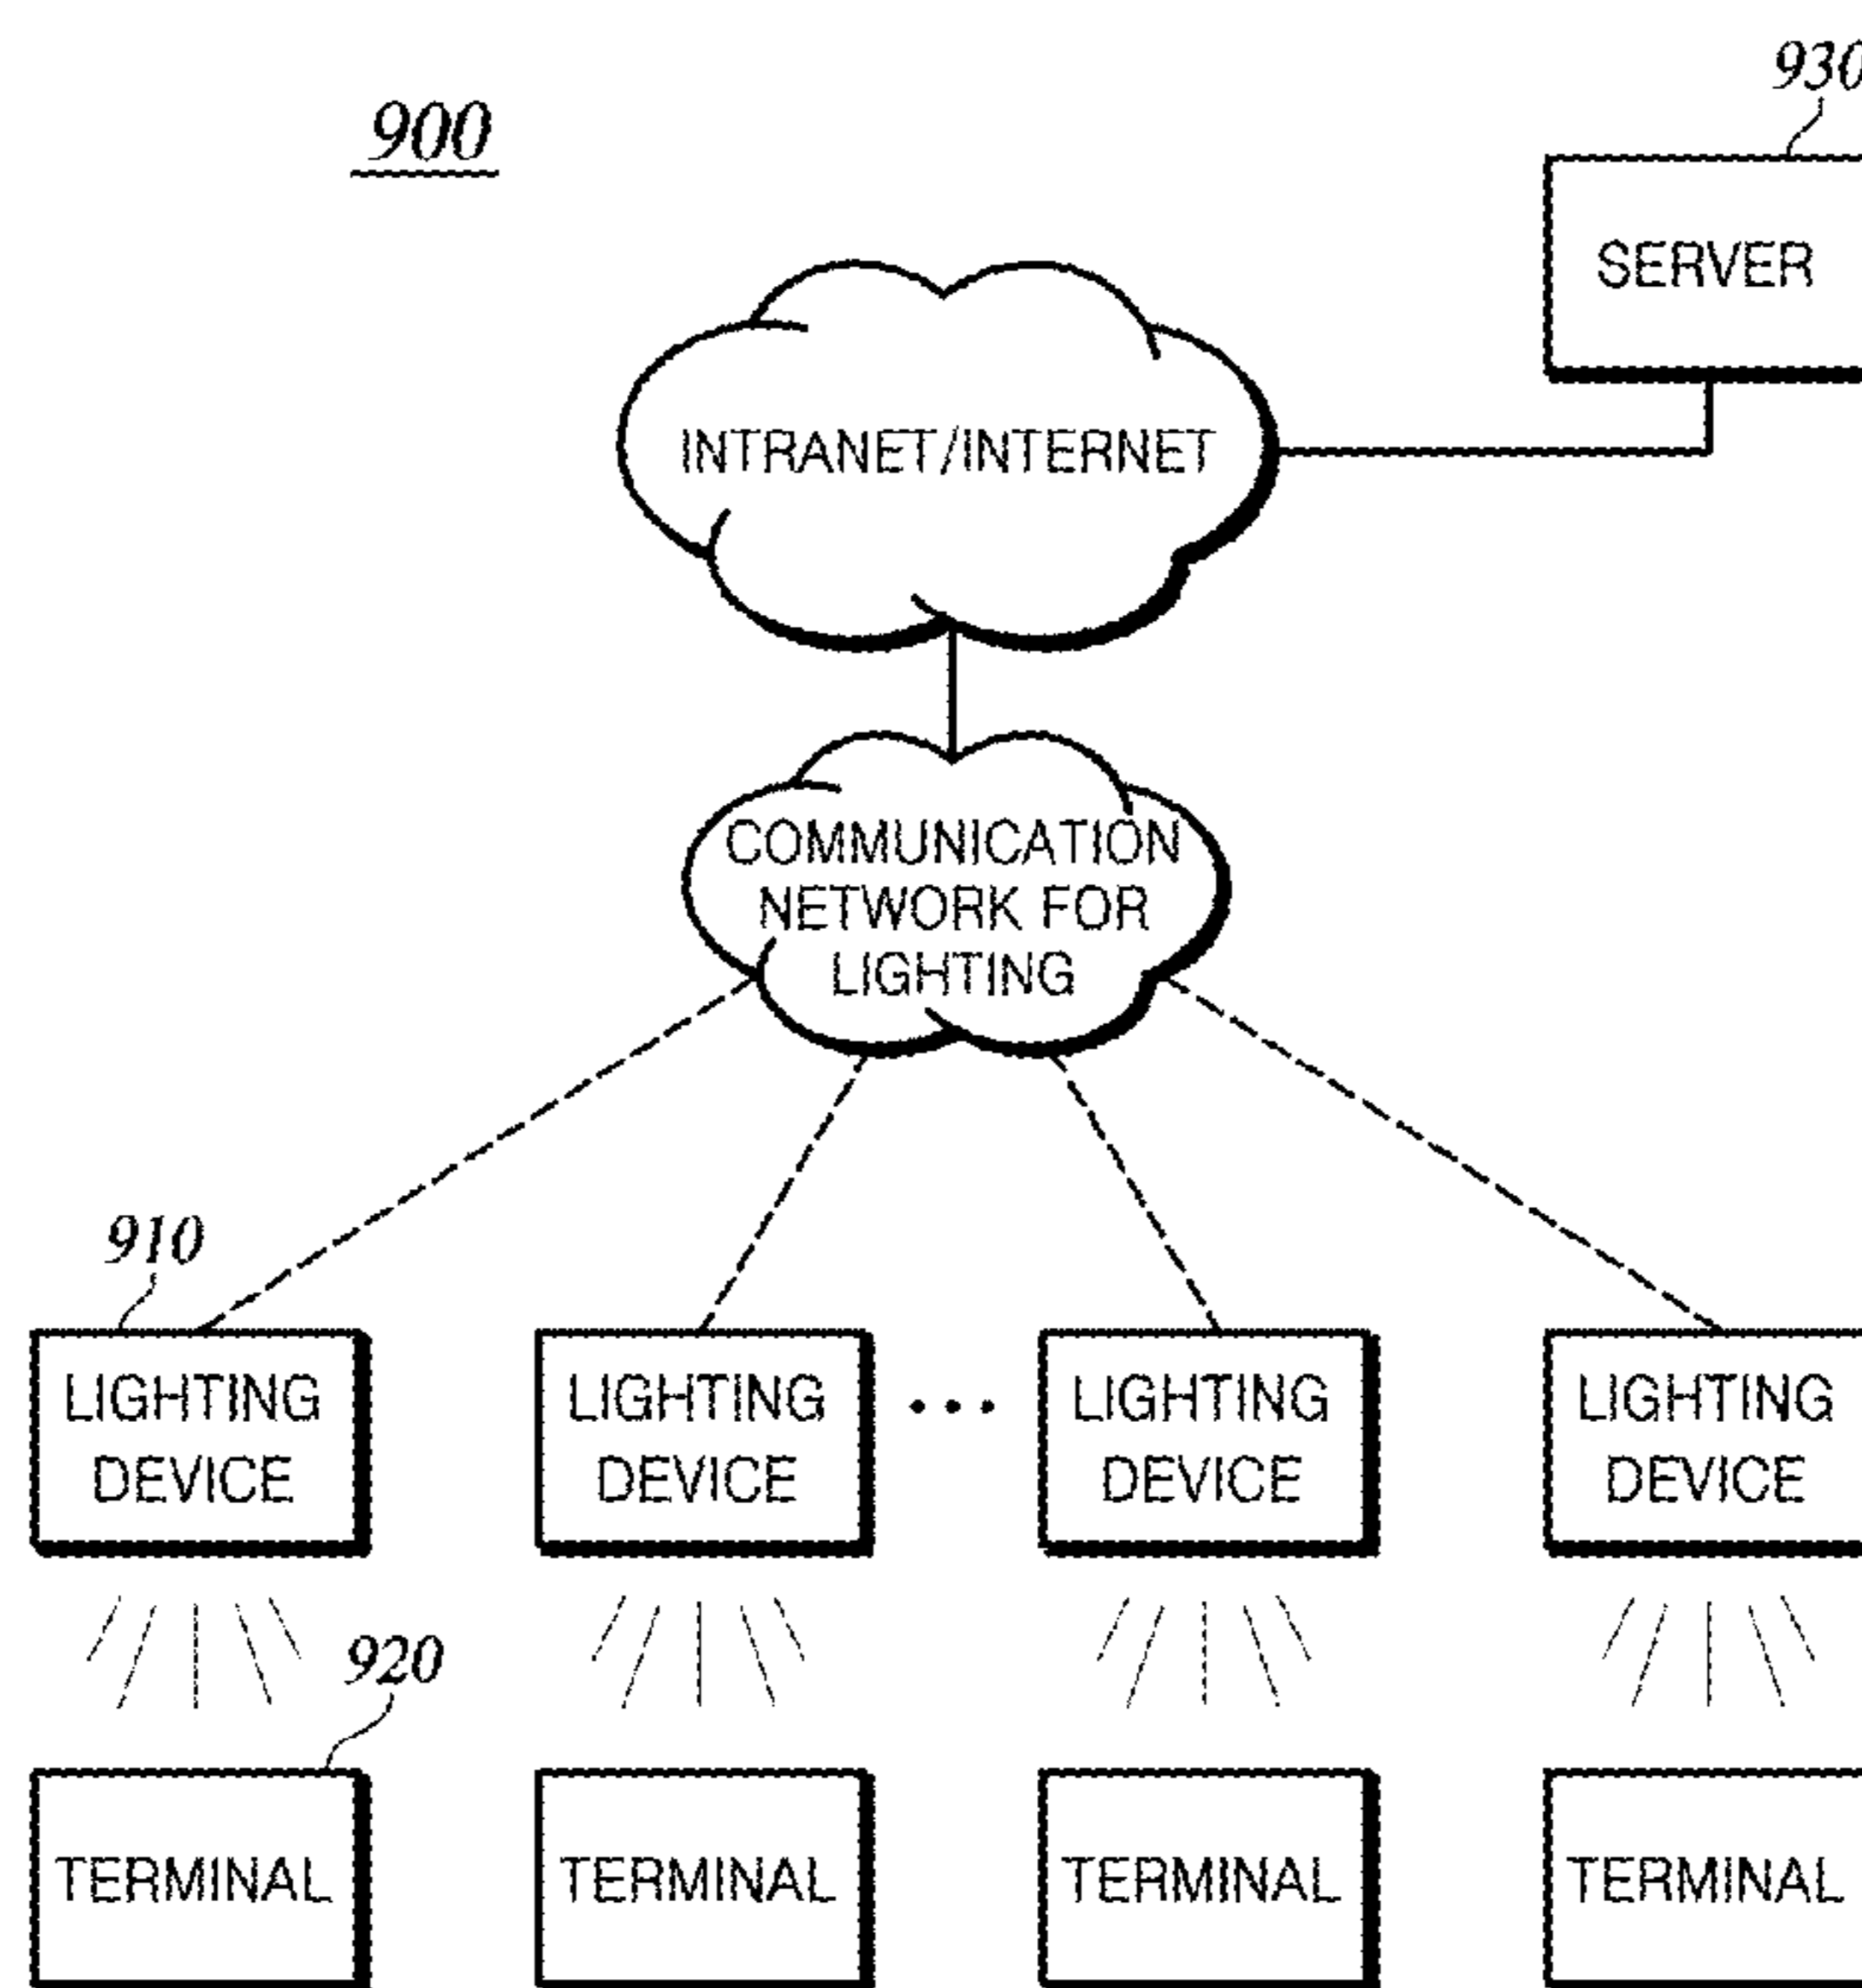 900
930
SERVER
INTRANET/INTERNET
COMMUNICATION
NETWORK FOR
LIGHTING
910
LIGHTING
DEVICE
LIGHTING
DEVICE
...
LIGHTING
DEVICE
LIGHTING
DEVICE
920
TERMINAL
TERMINAL
TERMINAL
TERMINAL